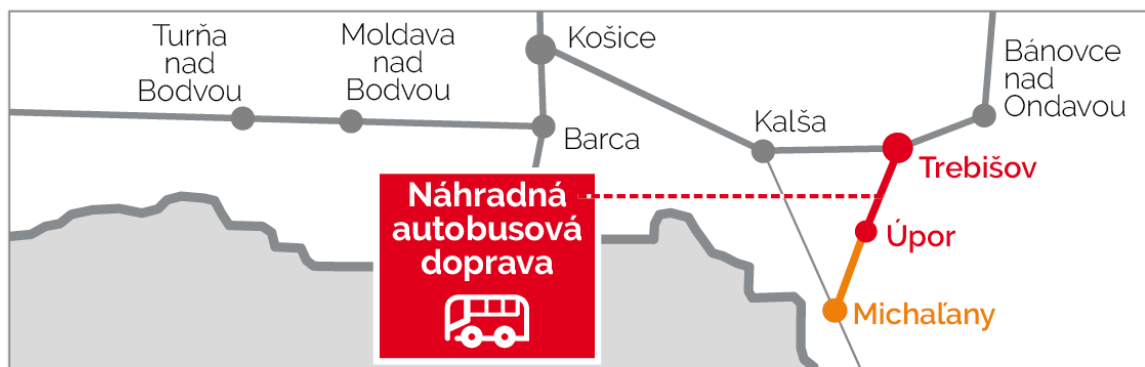 Turňa
nad
Bodvou
Moldava
nad
Bodvou
Košice
Barca
Kalša
Bánovce
nad
Ondavou
Trebišov
Úpor
Michaľany
Náhradná
autobusová
doprava